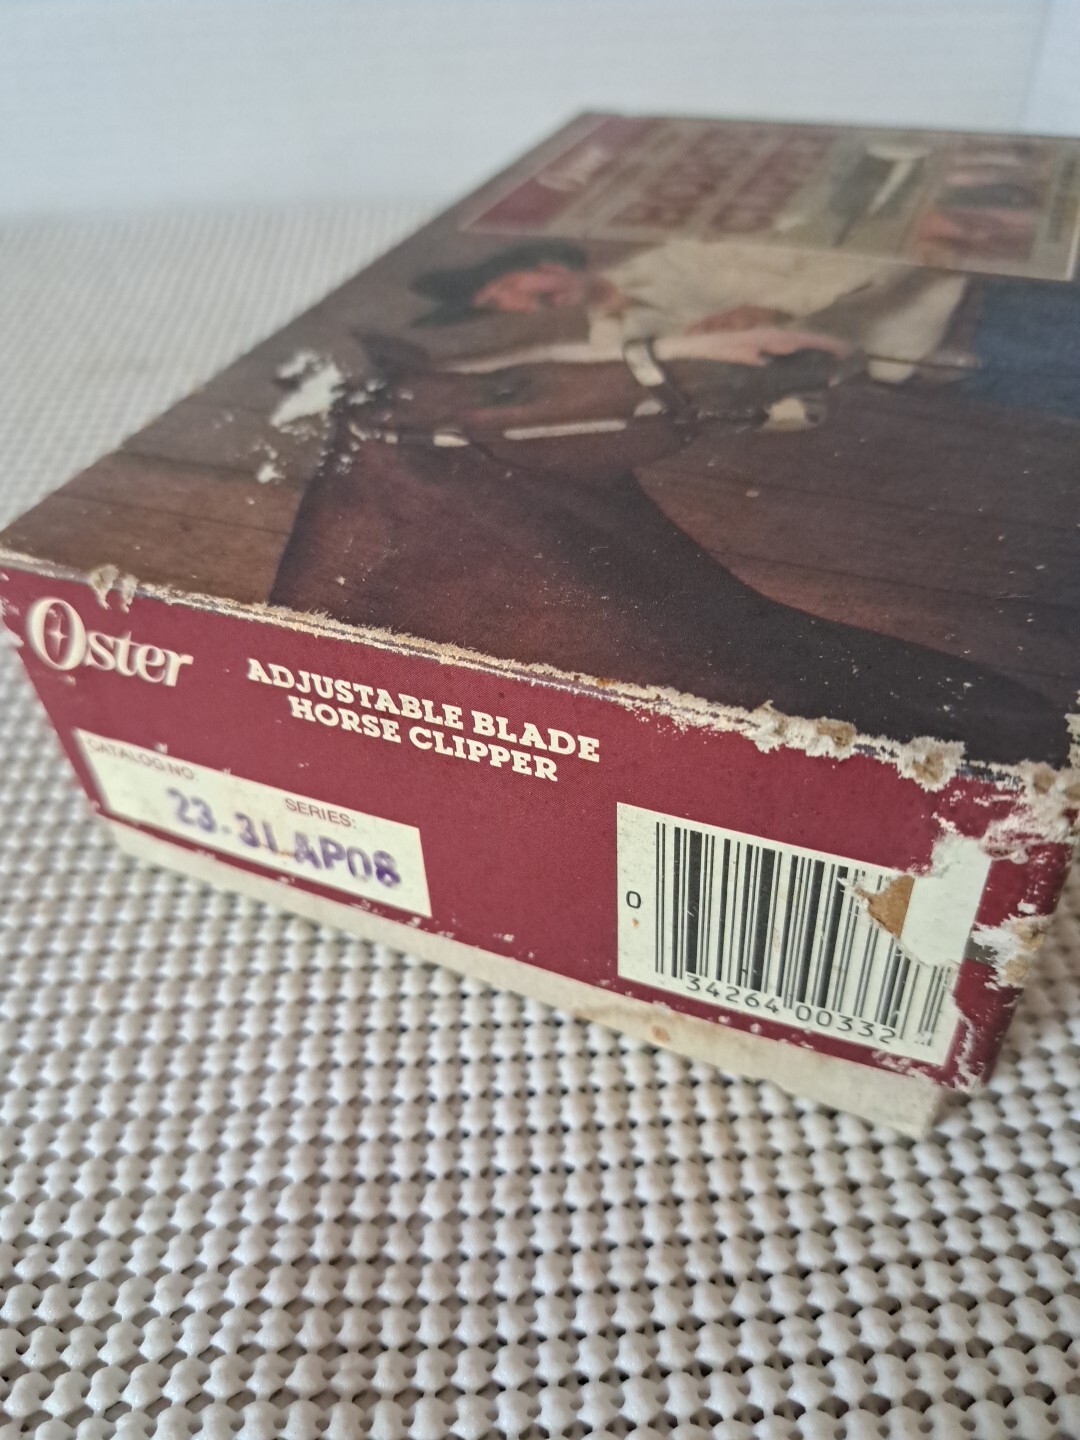 Oster
ADJUSTABLE BLADE
HORSE CLIPPER
CATALOG NO:
SERIES:
23-31 AP08
0
34264 00332